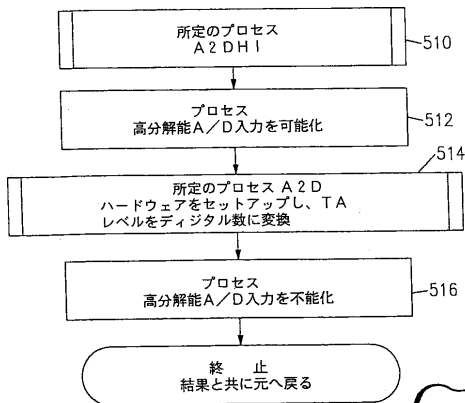 所定のプロセス
A2DHI
510
プロセス
高分解能A／D入力を可能化
512
514
所定のプロセス A2D
ハードウェアをセットアップし、TA
レベルをディジタル数に変換
プロセス
高分解能A／D入力を不能化
516
終 止
結果と共に元へ戻る